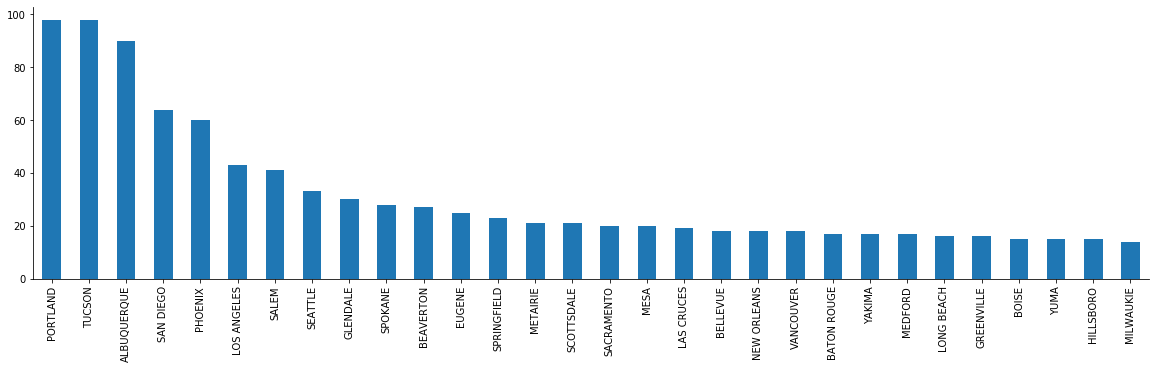 100
80
60
40
20
0
PORTLAND
TUCSON
ALBUQUERQUE
SAN DIEGO
PHOENIX
LOS ANGELES
SALEM
SEATTLE
GLENDALE
SPOKANE
BEAVERTON
EUGENE
SPRINGFIELD
METAIRIE
SCOTTSDALE
SACRAMENTO
MESA
LAS CRUCES
BELLEVUE
NEW ORLEANS
VANCOUVER
BATON ROUGE
YAKIMA
MEDFORD
LONG BEACH
GREENVILLE
BOISE
YUMA
HILLSBORO
MILWAUKIE